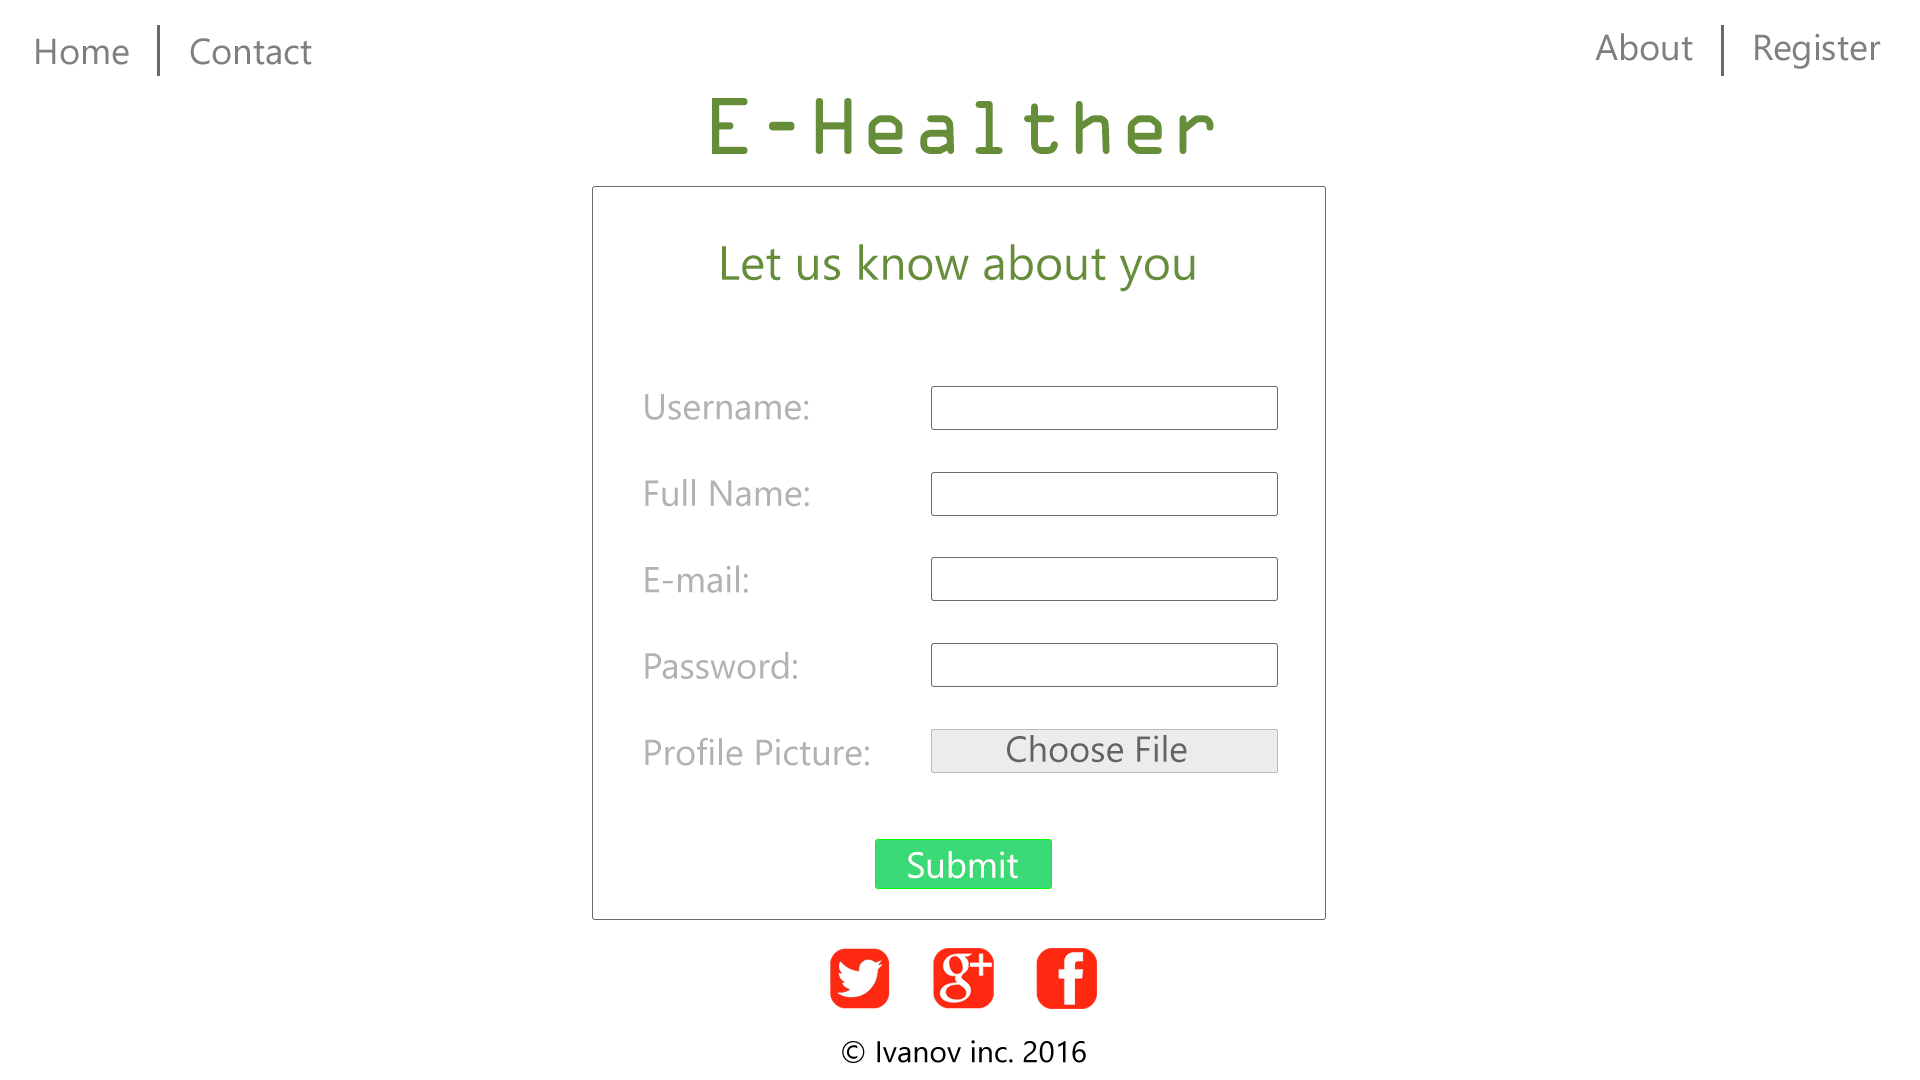 Home | Contact
About | Register
E-Healther
Let us know about you
Username:
Full Name:
E-mail:
Password:
Profile Picture: Choose File
Submit
g+ f
© Ivanov inc. 2016